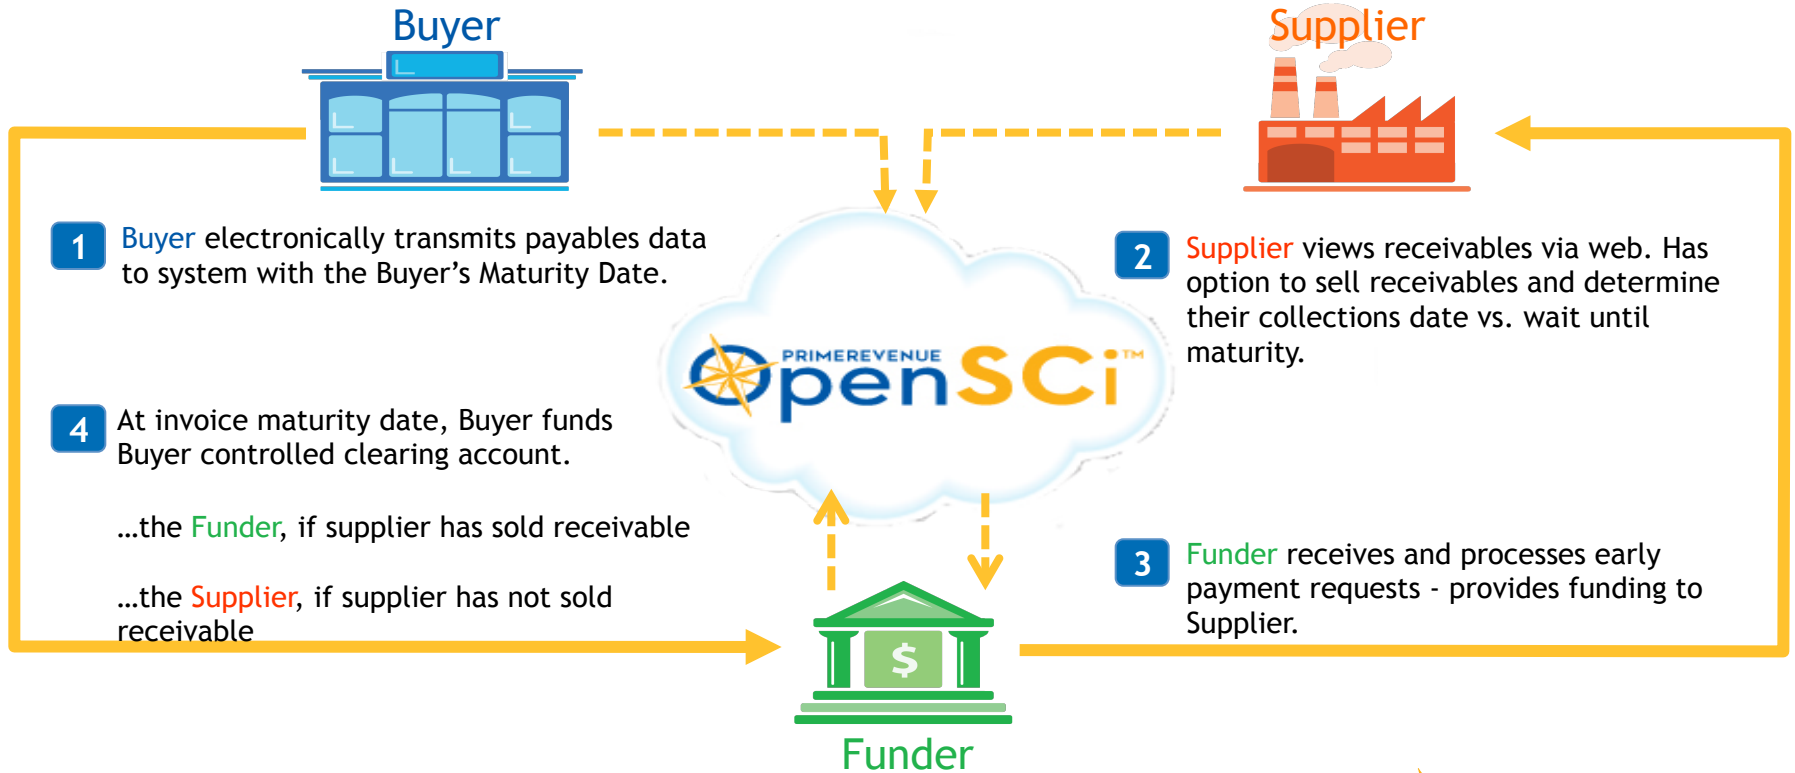 Buyer
Supplier
1
Buyer electronically transmits payables data
to system with the Buyer’s Maturity Date.
2
Supplier views receivables via web. Has
option to sell receivables and determine
their collections date vs. wait until
maturity.
PRIMEREVENUE
OpenSCi™
4
At invoice maturity date, Buyer funds
Buyer controlled clearing account.
…the Funder, if supplier has sold receivable
…the Supplier, if supplier has not sold
receivable
3
Funder receives and processes early
payment requests - provides funding to
Supplier.
$
Funder